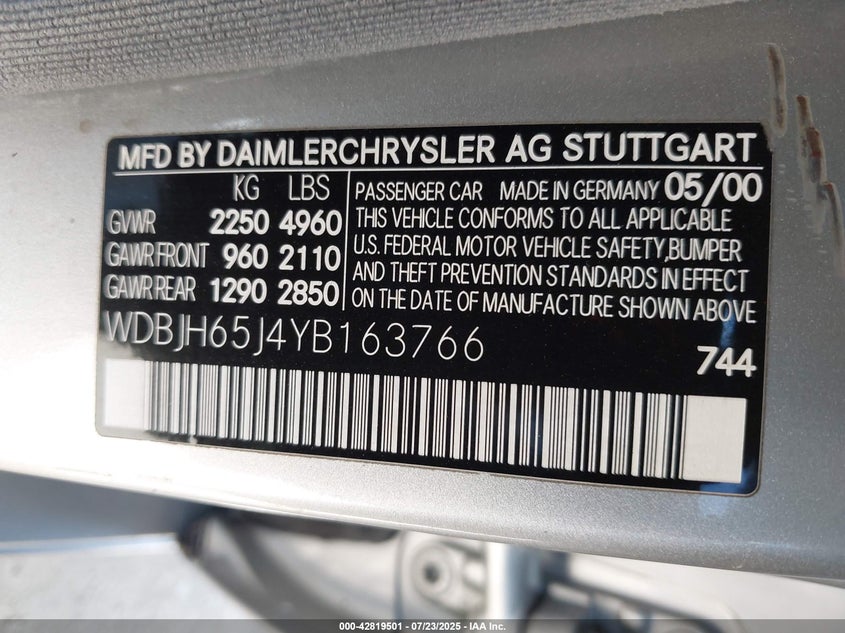 MFD BY DAIMLERCHRYSLER AG STUTTGART
KG LBS
GVWR 2250 4960
GAWR FRONT 960 2110
GAWR REAR 1290 2850
PASSENGER CAR MADE IN GERMANY 05/00
THIS VEHICLE CONFORMS TO ALL APPLICABLE
U.S. FEDERAL MOTOR VEHICLE SAFETY,BUMPER
AND THEFT PREVENTION STANDARDS IN EFFECT
ON THE DATE OF MANUFACTURE SHOWN ABOVE
WDBJH65J4YB163766
744
000-42819501 - 07/23/2025 - IAA Inc.